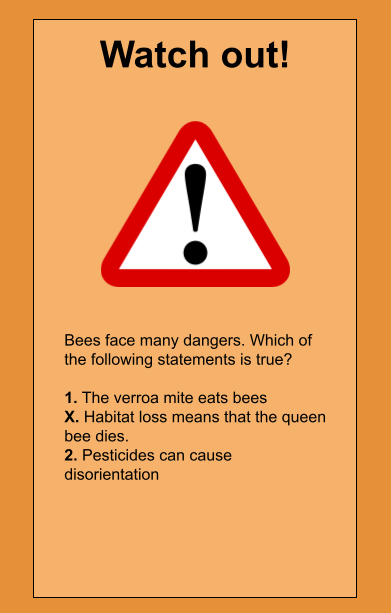 Watch out!
Bees face many dangers. Which of
the following statements is true?
1. The verroa mite eats bees
X. Habitat loss means that the queen
bee dies.
2. Pesticides can cause
disorientation